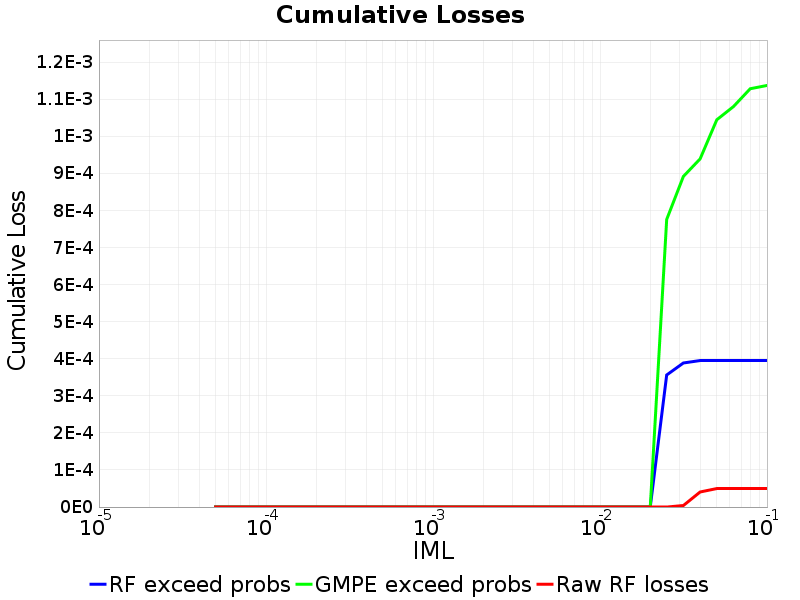 Cumulative Losses
Cumulative Loss
1.2E-3
1.1E-3
1E-3
9E-4
8E-4
7E-4
6E-4
5E-4
4E-4
3E-4
2E-4
1E-4
0E0
10^-5 10^-4 10^-3 10^-2 10^-1
IML
RF exceed probs GMPE exceed probs Raw RF losses